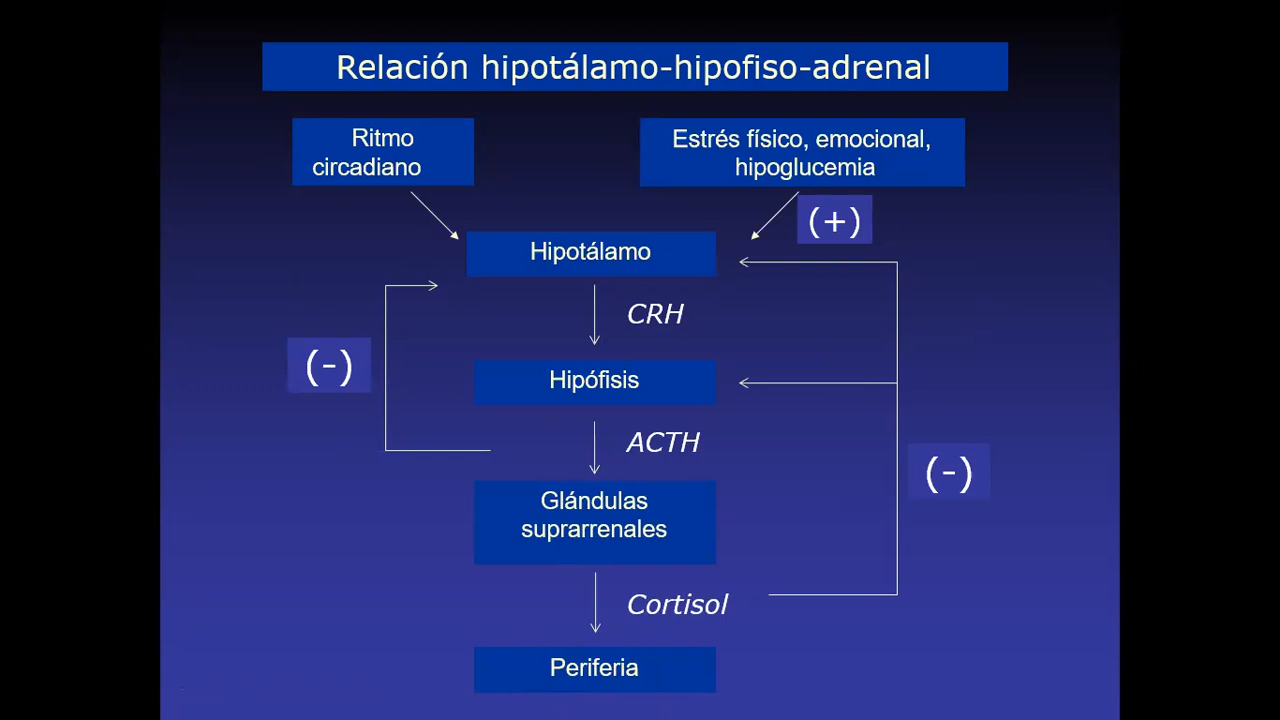 Relación hipotálamo-hipofiso-adrenal
Ritmo
circadiano
Estrés físico, emocional,
hipoglucemia
(+)
Hipotálamo
CRH
(-)
Hipófisis
ACTH
(-)
Glándulas
suprarrenales
Cortisol
Periferia